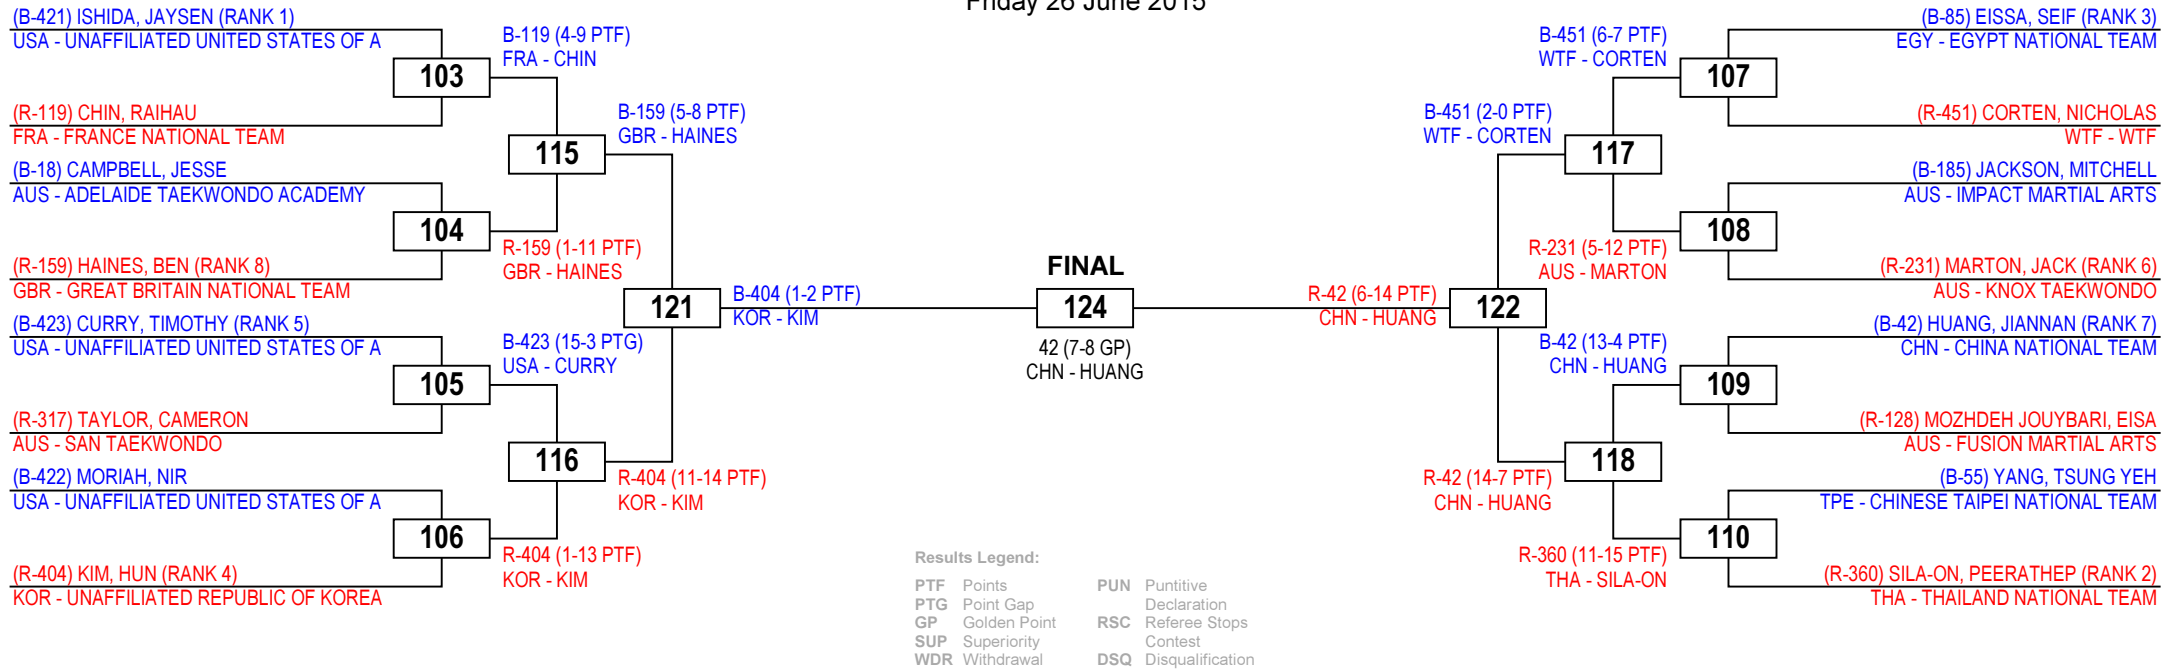 Friday 26 June 2015
(B-421) ISHIDA, JAYSEN (RANK 1)
USA - UNAFFILIATED UNITED STATES OF A
103
(R-119) CHIN, RAIHAU
FRA - FRANCE NATIONAL TEAM
(B-18) CAMPBELL, JESSE
AUS - ADELAIDE TAEKWONDO ACADEMY
104
(R-159) HAINES, BEN (RANK 8)
GBR - GREAT BRITAIN NATIONAL TEAM
(B-423) CURRY, TIMOTHY (RANK 5)
USA - UNAFFILIATED UNITED STATES OF A
105
(R-317) TAYLOR, CAMERON
AUS - SAN TAEKWONDO
(B-422) MORIAH, NIR
USA - UNAFFILIATED UNITED STATES OF A
106
(R-404) KIM, HUN (RANK 4)
KOR - UNAFFILIATED REPUBLIC OF KOREA
B-119 (4-9 PTF)
FRA - CHIN
115
R-159 (1-11 PTF)
GBR - HAINES
B-423 (15-3 PTG)
USA - CURRY
116
R-404 (1-13 PTF)
KOR - KIM
B-159 (5-8 PTF)
GBR - HAINES
121
R-404 (11-14 PTF)
KOR - KIM
B-404 (1-2 PTF)
KOR - KIM
FINAL
124
42 (7-8 GP)
CHN - HUANG
R-42 (6-14 PTF)
CHN - HUANG
B-451 (2-0 PTF)
WTF - CORTEN
122
R-42 (14-7 PTF)
CHN - HUANG
B-451 (6-7 PTF)
WTF - CORTEN
117
R-231 (5-12 PTF)
AUS - MARTON
B-42 (13-4 PTF)
CHN - HUANG
118
R-360 (11-15 PTF)
THA - SILA-ON
(B-85) EISSA, SEIF (RANK 3)
EGY - EGYPT NATIONAL TEAM
107
(R-451) CORTEN, NICHOLAS
WTF - WTF
(B-185) JACKSON, MITCHELL
AUS - IMPACT MARTIAL ARTS
108
(R-231) MARTON, JACK (RANK 6)
AUS - KNOX TAEKWONDO
(B-42) HUANG, JIANNAN (RANK 7)
CHN - CHINA NATIONAL TEAM
109
(R-128) MOZHDEH JOUYBARI, EISA
AUS - FUSION MARTIAL ARTS
(B-55) YANG, TSUNG YEH
TPE - CHINESE TAIPEI NATIONAL TEAM
110
(R-360) SILA-ON, PEERATHEP (RANK 2)
THA - THAILAND NATIONAL TEAM
Results Legend:
PTF Points
PTG Point Gap
GP Golden Point
SUP Superiority
WDR Withdrawal
PUN Puntitive
Declaration
RSC Referee Stops
Contest
DSQ Disqualification